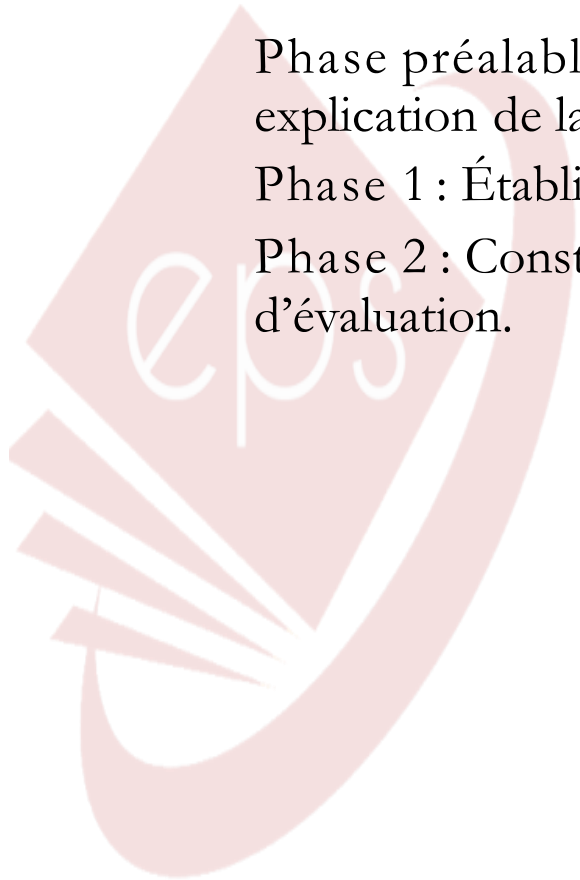 Phase préalabl
explication de la
Phase 1 : Établi
Phase 2 : Const
d’évaluation.
eps